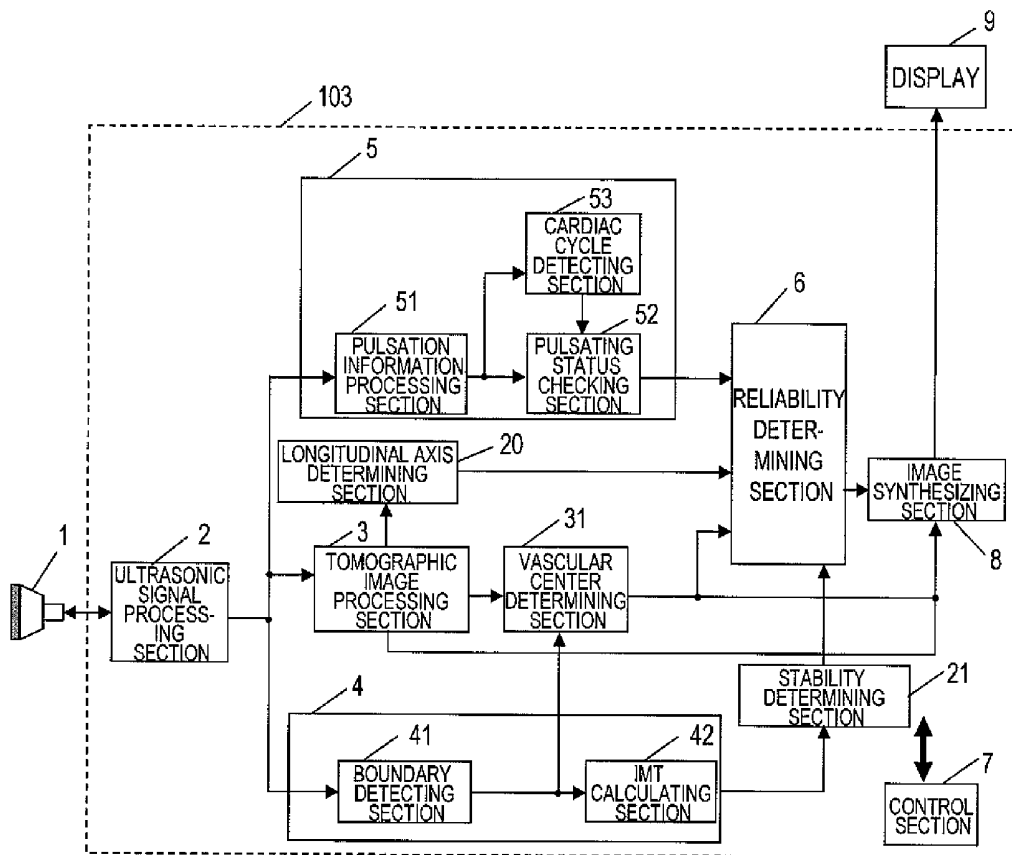 9
DISPLAY
103
5
53
CARDIAC
CYCLE
DETECTING
SECTION
6
51
52
PULSATION
INFORMATION
PROCESSING
SECTION
PULSATING
STATUS
CHECKING
SECTION
RELIABILITY
DETER-
MINING
SECTION
LONGITUDINAL AXIS
DETERMINING
SECTION
20
IMAGE
SYNTHESIZING
SECTION
8
1
2
3
31
ULTRASONIC
SIGNAL
PROCESS-
ING
SECTION
TOMOGRAPHIC
IMAGE
PROCESSING
SECTION
VASCULAR
CENTER
DETERMINING
SECTION
STABILITY
DETERMINING
SECTION
21
4
41
42
BOUNDARY
DETECTING
SECTION
IMT
CALCULATING
SECTION
7
CONTROL
SECTION